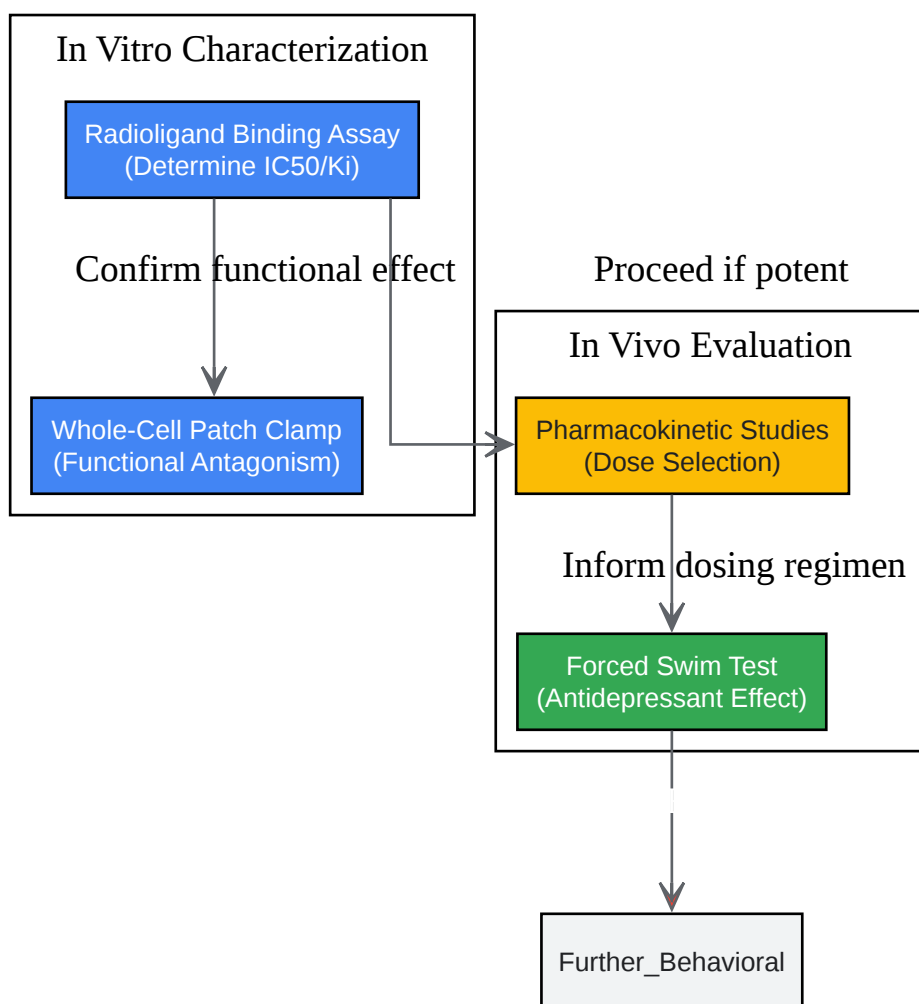 In Vitro Characterization
Radioligand Binding Assay
(Determine IC50/Ki)
Confirm functional effect
Whole-Cell Patch Clamp
(Functional Antagonism)
Proceed if potent
In Vivo Evaluation
Pharmacokinetic Studies
(Dose Selection)
Inform dosing regimen
Forced Swim Test
(Antidepressant Effect)
Further_Behavioral